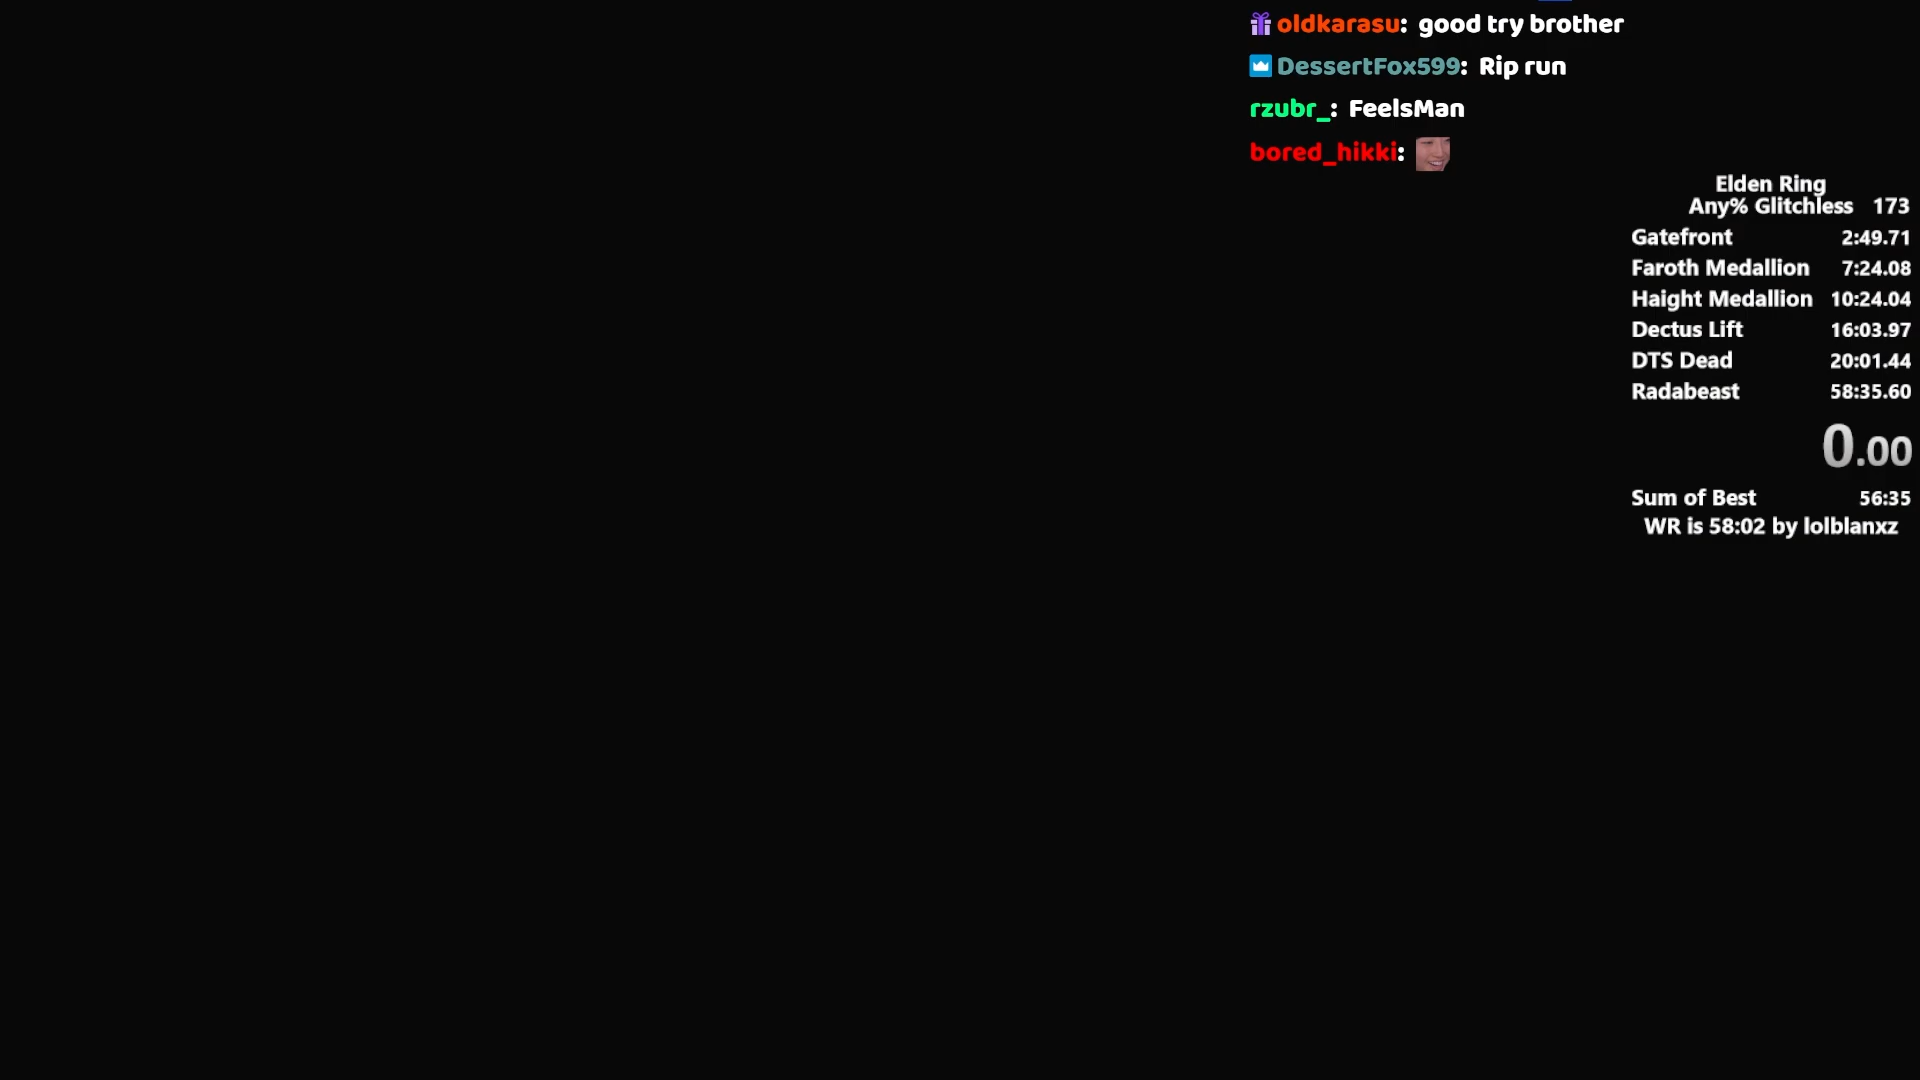 oldkarasu: good try brother
DessertFox599: Rip run
rzubr_: FeelsMan
bored_hikki:
Elden Ring
Any% Glitchless 173
Gatefront 2:49.71
Faroth Medallion 7:24.08
Haight Medallion 10:24.04
Dectus Lift 16:03.97
DTS Dead 20:01.44
Radabeast 58:35.60
0.00
Sum of Best 56:35
WR is 58:02 by lolblanxz